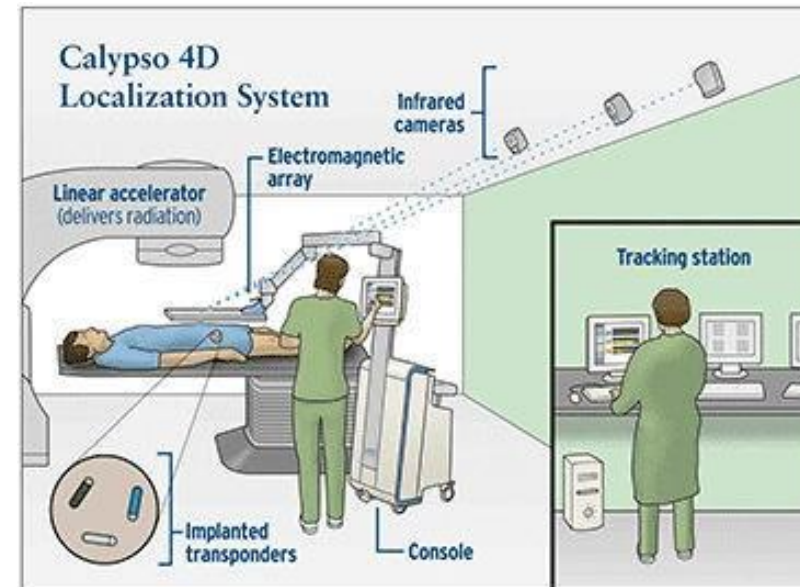 Calypso 4D
Localization System
Infrared
cameras
Electromagnetic
array
Linear accelerator
(delivers radiation)
Tracking station
Implanted
transponders
Console